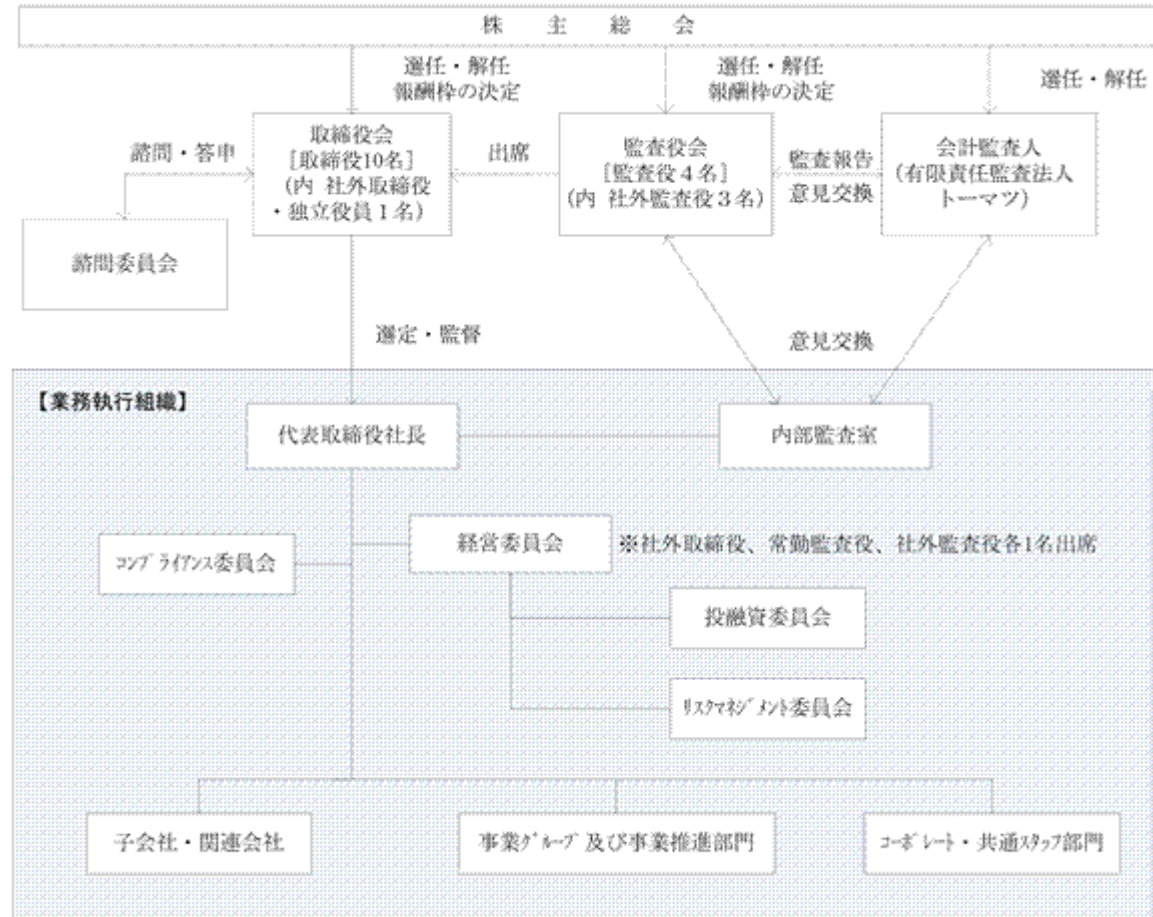 株　主　総　会
選任・解任
報酬枠の決定
選任・解任
報酬枠の決定
選任・解任
諮問・答申
取締役会
[取締役10名]
(内 社外取締役
・独立役員１名)
出席
監査役会
[監査役４名]
(内 社外監査役３名)
監査報告
意見交換
会計監査人
(有限責任監査法人
トーマツ)
諮問委員会
選定・監督
意見交換
【業務執行組織】
代表取締役社長
内部監査室
コンプライアンス委員会
経営委員会
※社外取締役、常勤監査役、社外監査役各1名出席
投融資委員会
リスクマネジメント委員会
子会社・関連会社
事業グループ及び事業推進部門
コーポレート・共通スタッフ部門